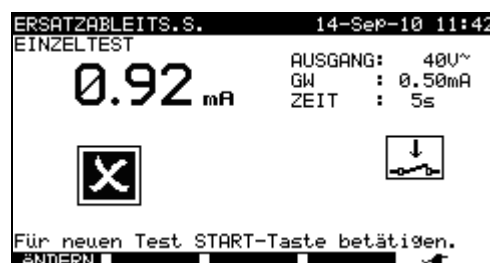 ERSATZABLEITS.S. 14-Sep-10 11:42
EINZELTEST
0.92 mA
AUSGANG: 40V~
GW : 0.50mA
ZEIT : 5s
Für neuen Test START-Taste betätigen.
ÄNDERN